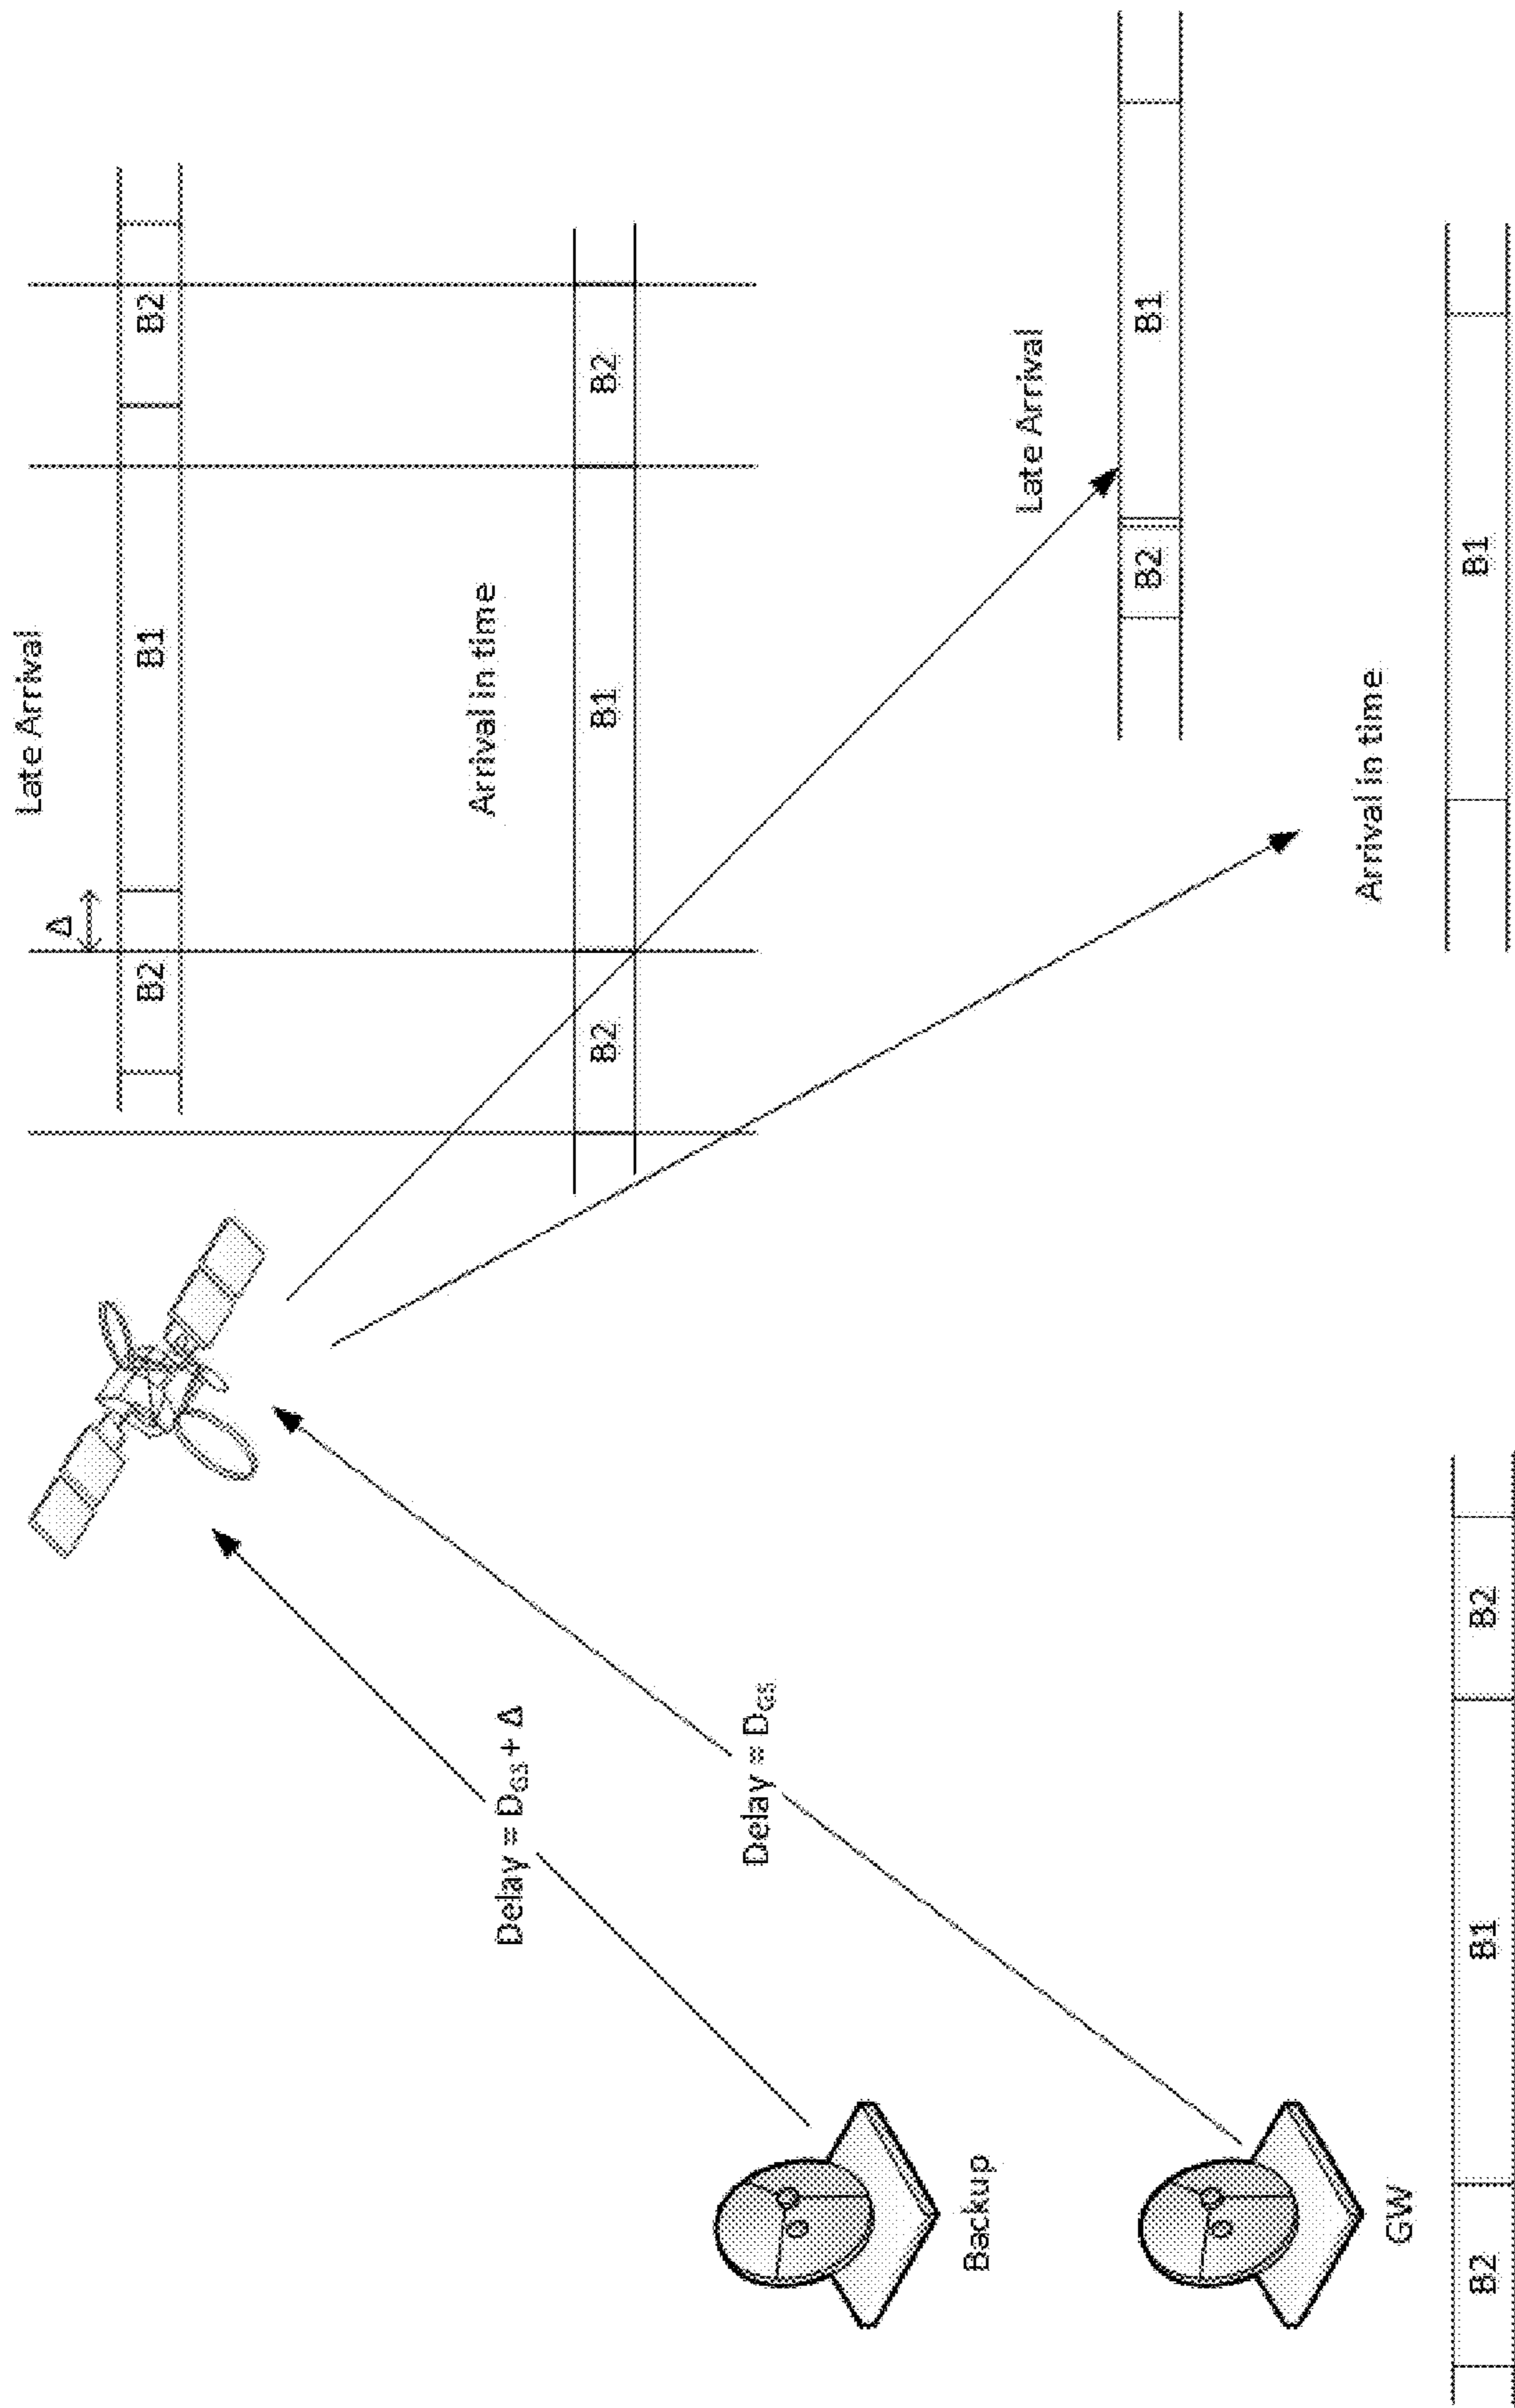 Late Arrival
Δ
B2
B1
B2
Arrival in time
B2
B1
B2
Delay = D_GS + Δ
Delay = D_GS
Late Arrival
B2
B1
Backup
Arrival in time
GW
B2
B1
B2
B1